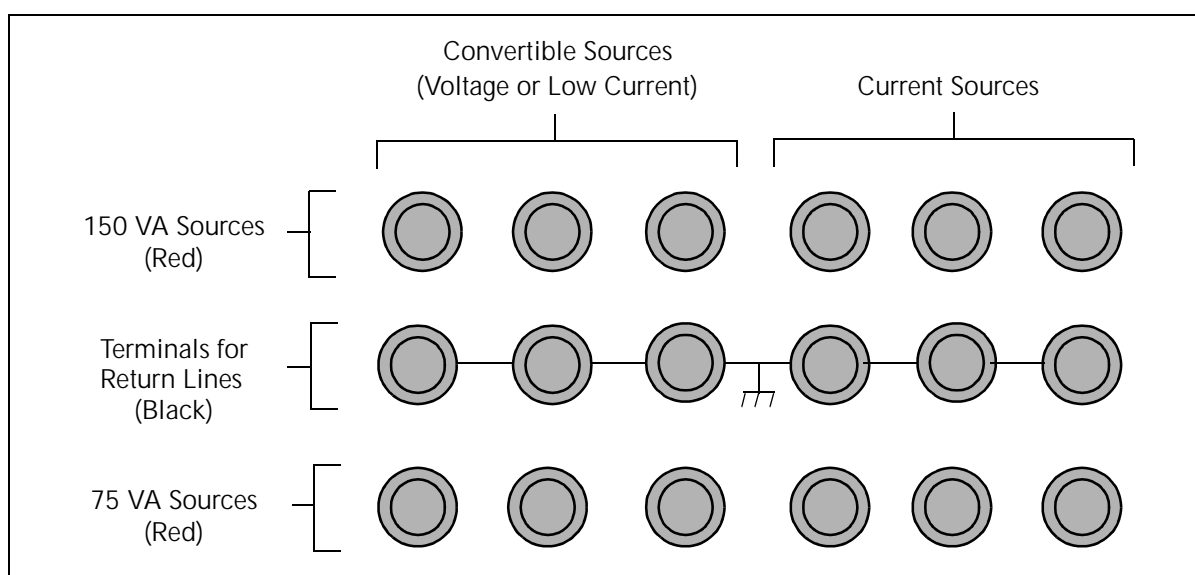 Convertible Sources
(Voltage or Low Current)
Current Sources
150 VA Sources
(Red)
Terminals for
Return Lines
(Black)
75 VA Sources
(Red)